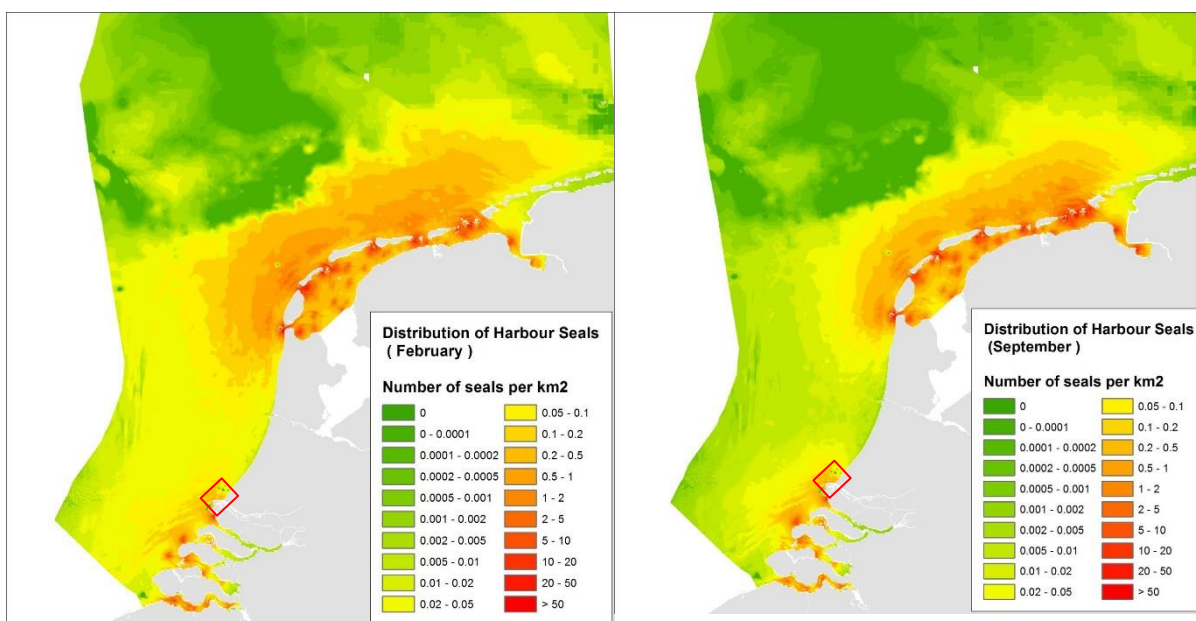 Distribution of Harbour Seals
( February )
Number of seals per km2
0
0 - 0.0001
0.0001 - 0.0002
0.0002 - 0.0005
0.0005 - 0.001
0.001 - 0.002
0.002 - 0.005
0.005 - 0.01
0.01 - 0.02
0.02 - 0.05
0.05 - 0.1
0.1 - 0.2
0.2 - 0.5
0.5 - 1
1 - 2
2 - 5
5 - 10
10 - 20
20 - 50
> 50
Distribution of Harbour Seals
(September )
Number of seals per km2
0
0 - 0.0001
0.0001 - 0.0002
0.0002 - 0.0005
0.0005 - 0.001
0.001 - 0.002
0.002 - 0.005
0.005 - 0.01
0.01 - 0.02
0.02 - 0.05
0.05 - 0.1
0.1 - 0.2
0.2 - 0.5
0.5 - 1
1 - 2
2 - 5
5 - 10
10 - 20
20 - 50
> 50